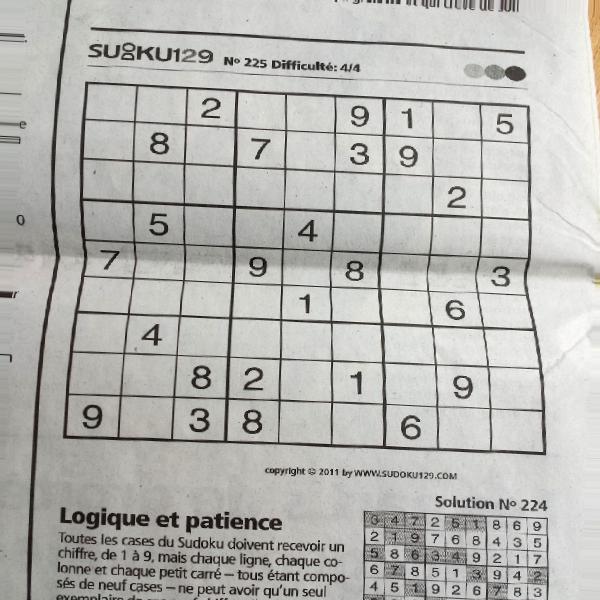 SUDOKU129 Nº 225 Difficulté: 4/4
2 9 1 5
8 7 3 9
2
5 4
7 9 8 3
1 6
4
8 2 1 9
9 3 8 6
copyright © 2011 by WWW.SUDOKU129.COM
Logique et patience
Toutes les cases du Sudoku doivent recevoir un
chiffre, de 1 à 9, mais chaque ligne, chaque co-
lonne et chaque petit carré – tous étant compo-
sés de neuf cases – ne peut avoir qu'un seul
Solution Nº 224
3 4 7 2 5 1 8 6 9
2 1 9 7 6 8 4 3 5
5 8 6 3 4 9 2 1 7
6 7 8 5 1 3 9 4 2
4 5 1 9 2 6 7 8 3